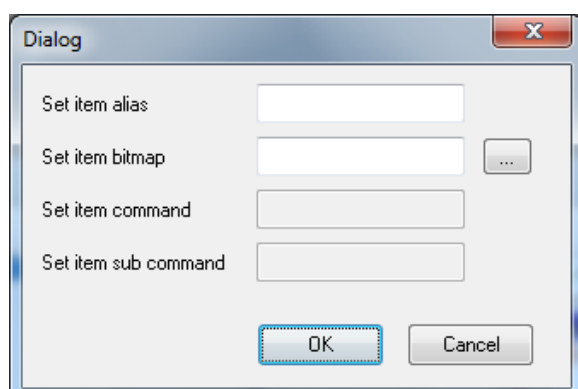 Dialog
Set item alias
Set item bitmap
...
Set item command
Set item sub command
OK
Cancel